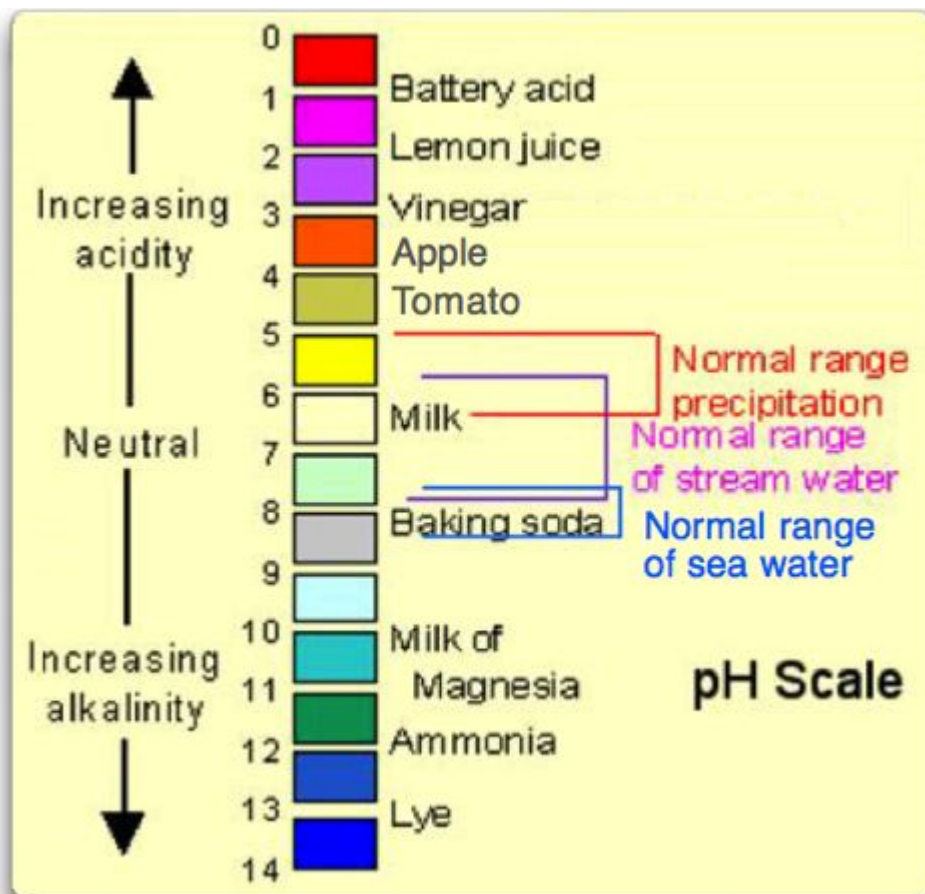 0
Battery acid
1
Lemon juice
2
Increasing
acidity
Vinegar
3
Apple
4
Tomato
5
Normal range
precipitation
6
Milk
Neutral
Normal range
of stream water
7
8
Baking soda
Normal range
of sea water
9
10
Milk of
Magnesia
Increasing
alkalinity
pH Scale
11
Ammonia
12
13
Lye
14